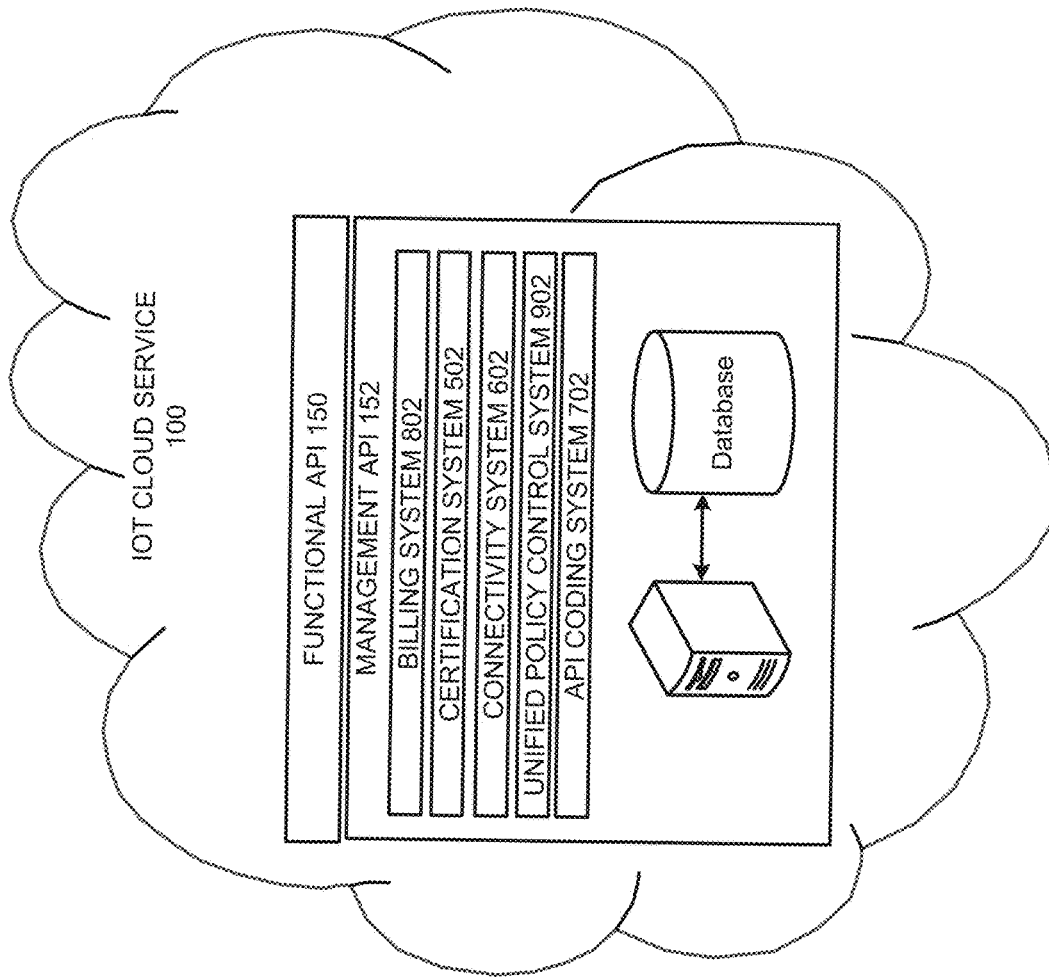 IOT CLOUD SERVICE
100
FUNCTIONAL API 150
MANAGEMENT API 152
BILLING SYSTEM 802
CERTIFICATION SYSTEM 502
CONNECTIVITY SYSTEM 602
UNIFIED POLICY CONTROL SYSTEM 902
API CODING SYSTEM 702
Database